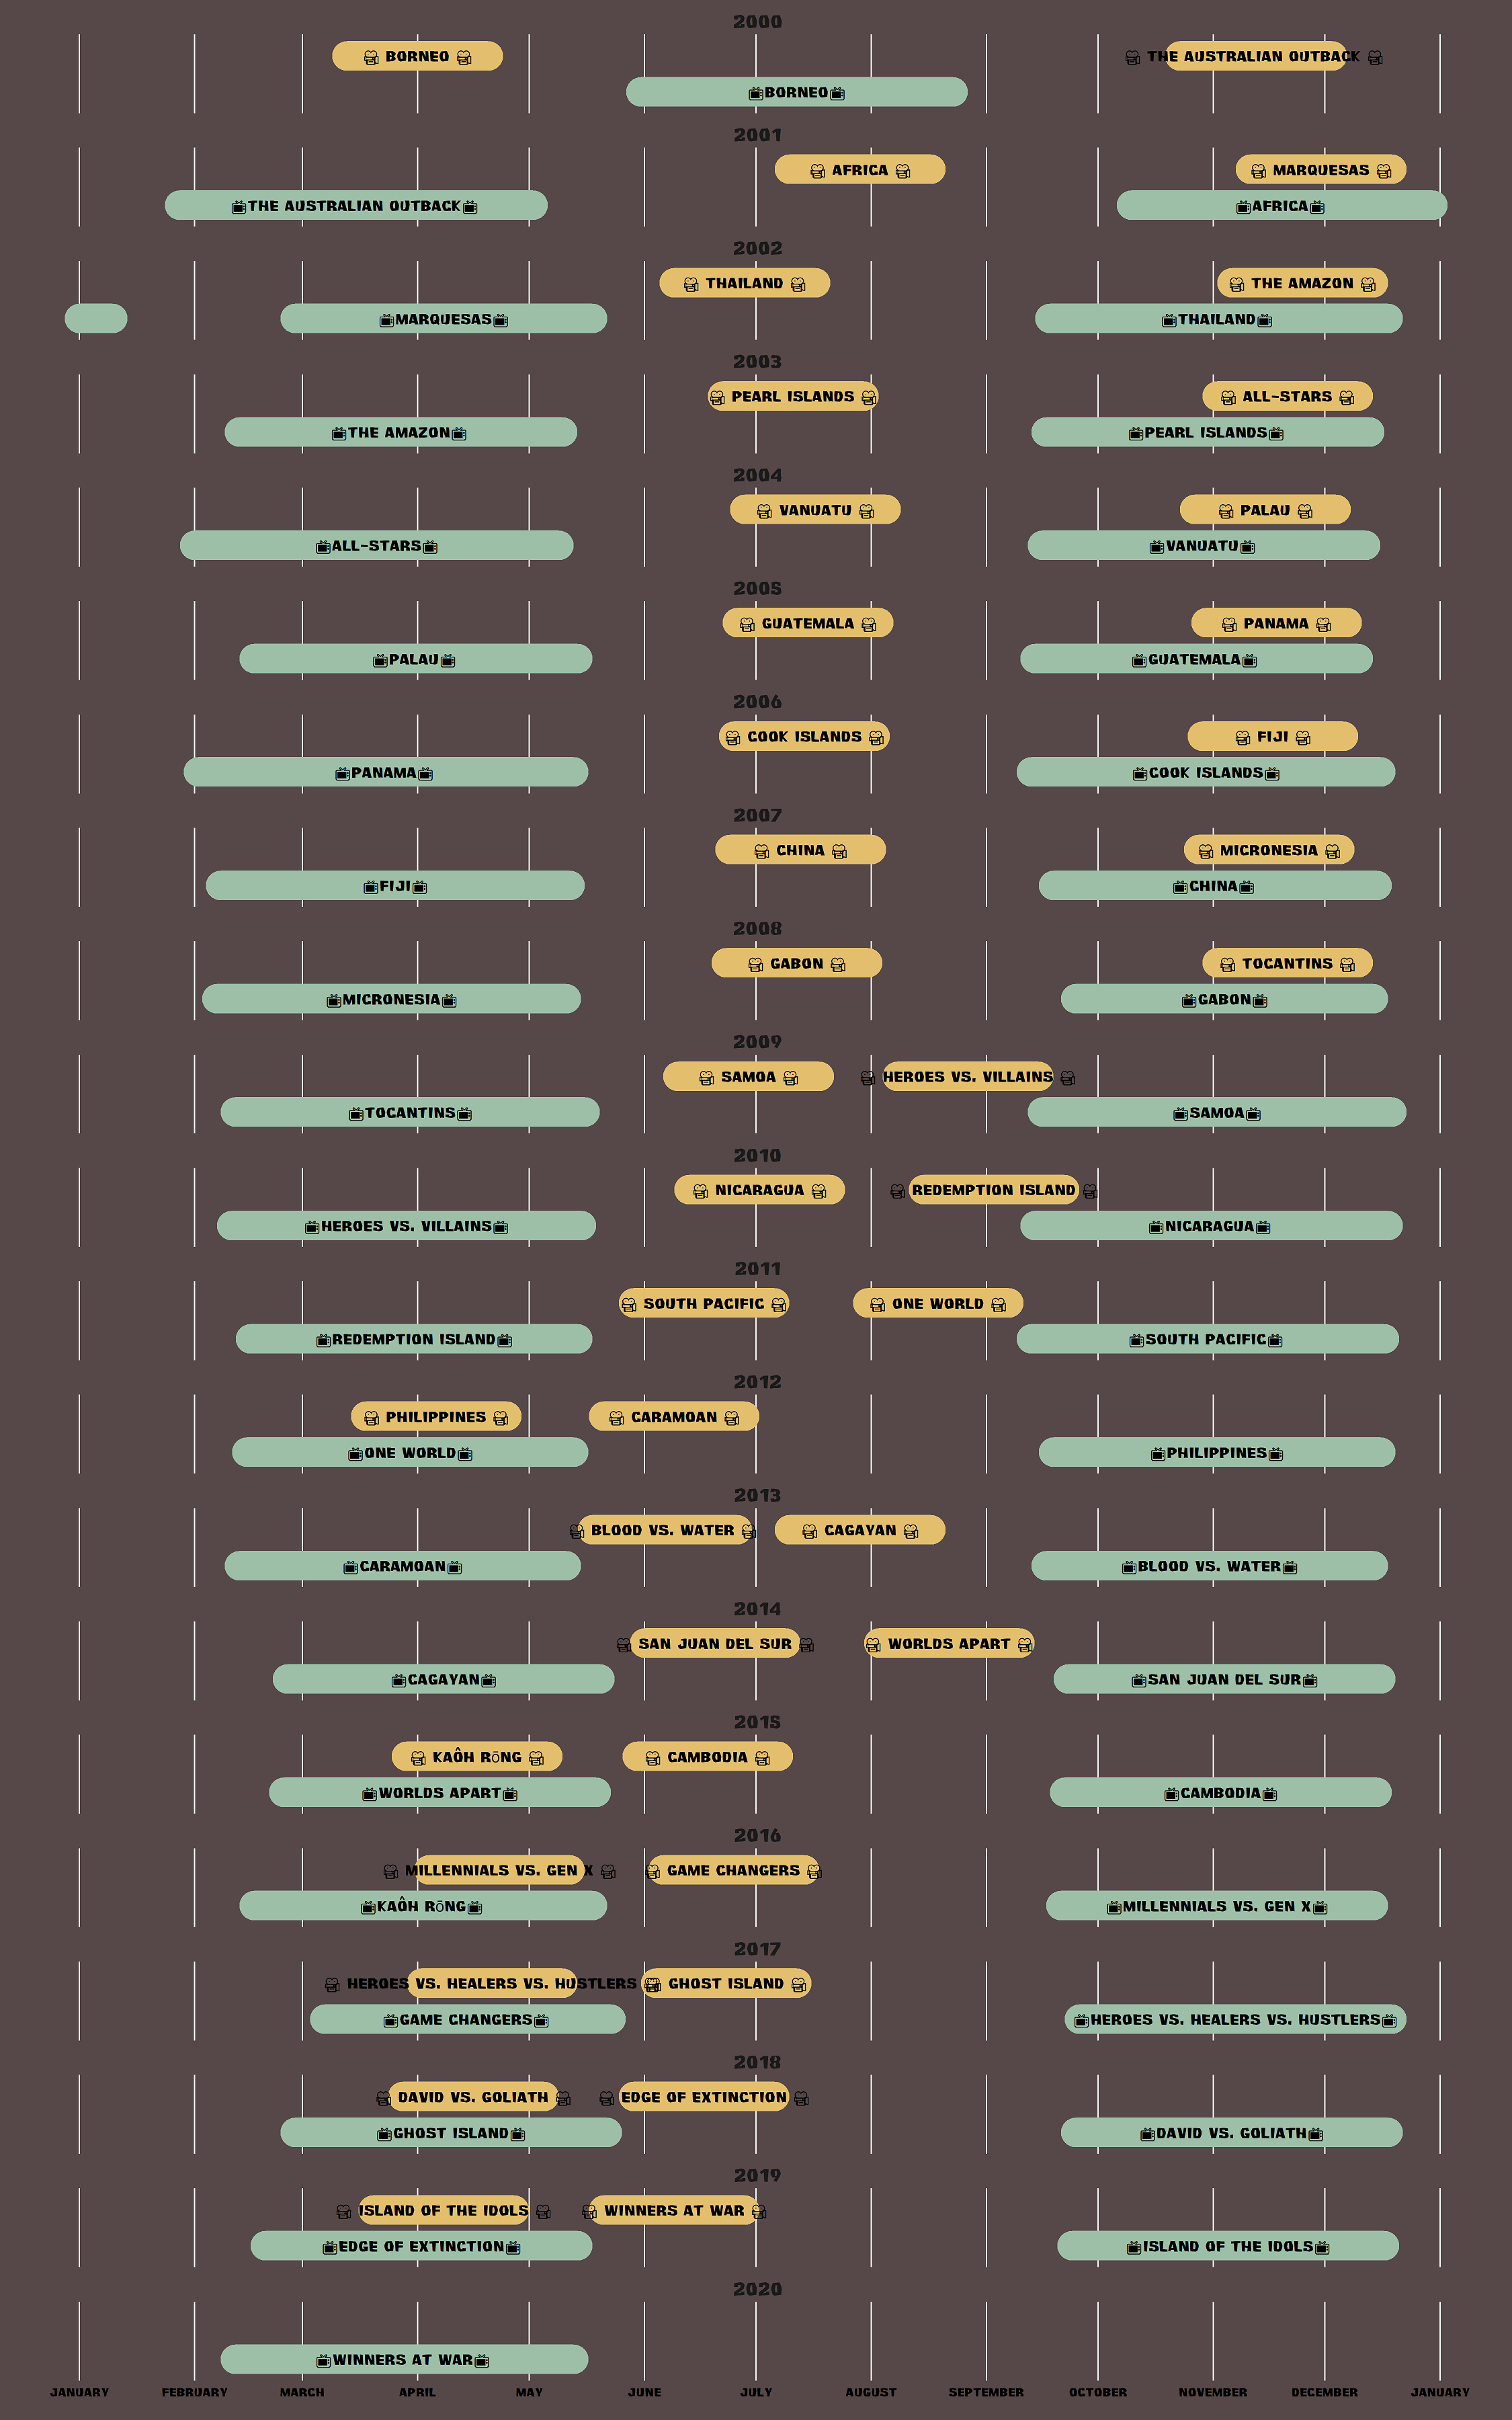 2000
BORNEO
THE AUSTRALIAN OUTBACK
BORNEO
2001
AFRICA
MARQUESAS
THE AUSTRALIAN OUTBACK
AFRICA
2002
THAILAND
THE AMAZON
MARQUESAS
THAILAND
2003
PEARL ISLANDS
ALL-STARS
THE AMAZON
PEARL ISLANDS
2004
VANUATU
PALAU
ALL-STARS
VANUATU
2005
GUATEMALA
PANAMA
PALAU
GUATEMALA
2006
COOK ISLANDS
FIJI
PANAMA
COOK ISLANDS
2007
CHINA
MICRONESIA
FIJI
CHINA
2008
GABON
TOCANTINS
MICRONESIA
GABON
2009
SAMOA
HEROES VS. VILLAINS
TOCANTINS
SAMOA
2010
NICARAGUA
REDEMPTION ISLAND
HEROES VS. VILLAINS
NICARAGUA
2011
SOUTH PACIFIC
ONE WORLD
REDEMPTION ISLAND
SOUTH PACIFIC
2012
PHILIPPINES
CARAMOAN
ONE WORLD
PHILIPPINES
2013
BLOOD VS. WATER
CAGAYAN
CARAMOAN
BLOOD VS. WATER
2014
SAN JUAN DEL SUR
WORLDS APART
CAGAYAN
SAN JUAN DEL SUR
2015
KAÔH RŌNG
CAMBODIA
WORLDS APART
CAMBODIA
2016
MILLENNIALS VS. GEN X
GAME CHANGERS
KAÔH RŌNG
MILLENNIALS VS. GEN X
2017
HEROES VS. HEALERS VS. HUSTLERS
GHOST ISLAND
GAME CHANGERS
HEROES VS. HEALERS VS. HUSTLERS
2018
DAVID VS. GOLIATH
EDGE OF EXTINCTION
GHOST ISLAND
DAVID VS. GOLIATH
2019
ISLAND OF THE IDOLS
WINNERS AT WAR
EDGE OF EXTINCTION
ISLAND OF THE IDOLS
2020
WINNERS AT WAR
JANUARY FEBRUARY MARCH APRIL MAY JUNE JULY AUGUST SEPTEMBER OCTOBER NOVEMBER DECEMBER JANUARY